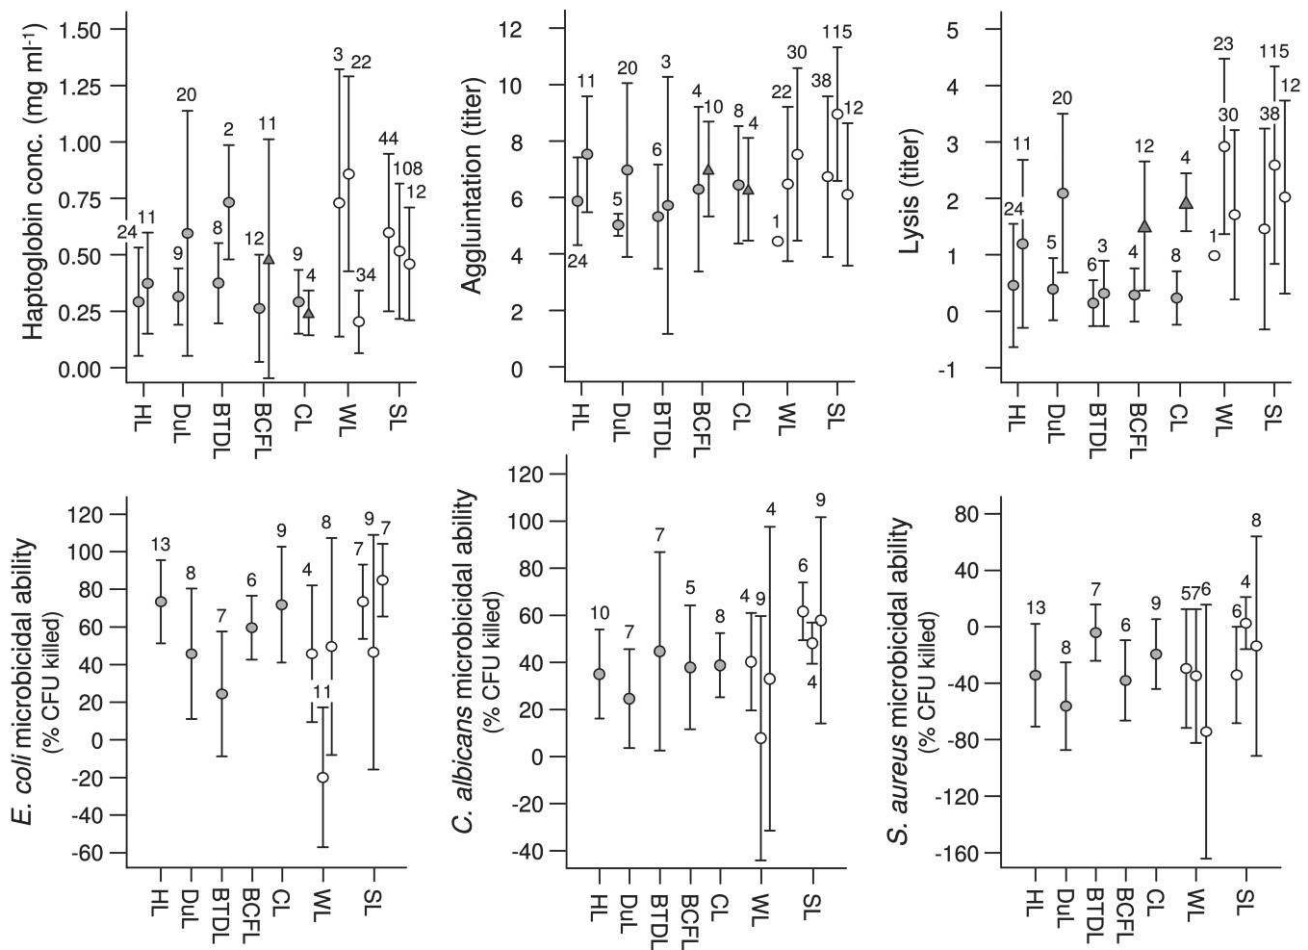 Haptoglobin conc. (mg ml-1)
1.50
1.25
1.00
0.75
0.50
0.25
0.00
24
11
9
20
8
2
12
11
9
4
3
22
34
44
108
12
HL
DuL
BTDL
BCFL
CL
WL
SL
Aggluintation (titer)
12
10
8
6
4
2
0
24
11
5
20
6
3
4
10
8
4
1
22
30
38
115
12
HL
DuL
BTDL
BCFL
CL
WL
SL
Lysis (titer)
5
4
3
2
1
0
-1
24
11
5
20
6
3
4
12
8
4
1
23
30
38
115
12
HL
DuL
BTDL
BCFL
CL
WL
SL
E. coli microbicidal ability
(% CFU killed)
120
100
80
60
40
20
0
-20
-40
-60
13
8
7
6
9
4
11
8
7
9
7
HL
DuL
BTDL
BCFL
CL
WL
SL
C. albicans microbidical ability
(% CFU killed)
120
100
80
60
40
20
0
-20
-40
10
7
7
5
8
4
9
4
6
4
9
HL
DuL
BTDL
BCFL
CL
WL
SL
S. aureus microbidical ability
(% CFU killed)
80
40
0
-40
-80
-120
-160
13
8
7
6
9
57
6
6
4
8
HL
DuL
BTDL
BCFL
CL
WL
SL